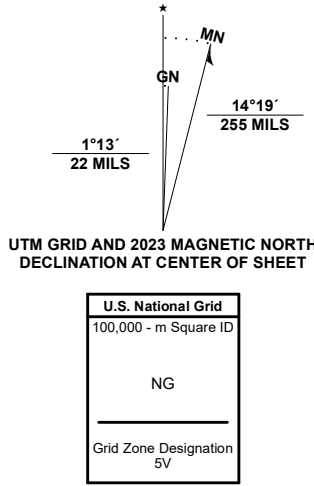 MN
GN
14°19´
255 MILS
1°13´
22 MILS
UTM GRID AND 2023 MAGNETIC NORTH
DECLINATION AT CENTER OF SHEET
U.S. National Grid
100,000 - m Square ID
NG
Grid Zone Designation
5V